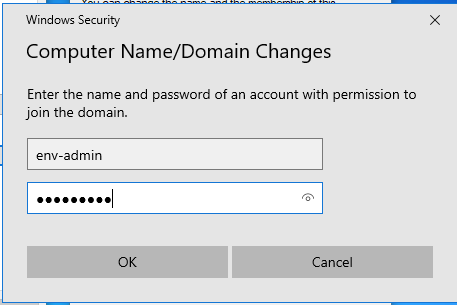 You can change the name and the membership of this
Windows Security
Computer Name/Domain Changes
Enter the name and password of an account with permission to
join the domain.
env-admin
●●●●●●●●●
OK
Cancel